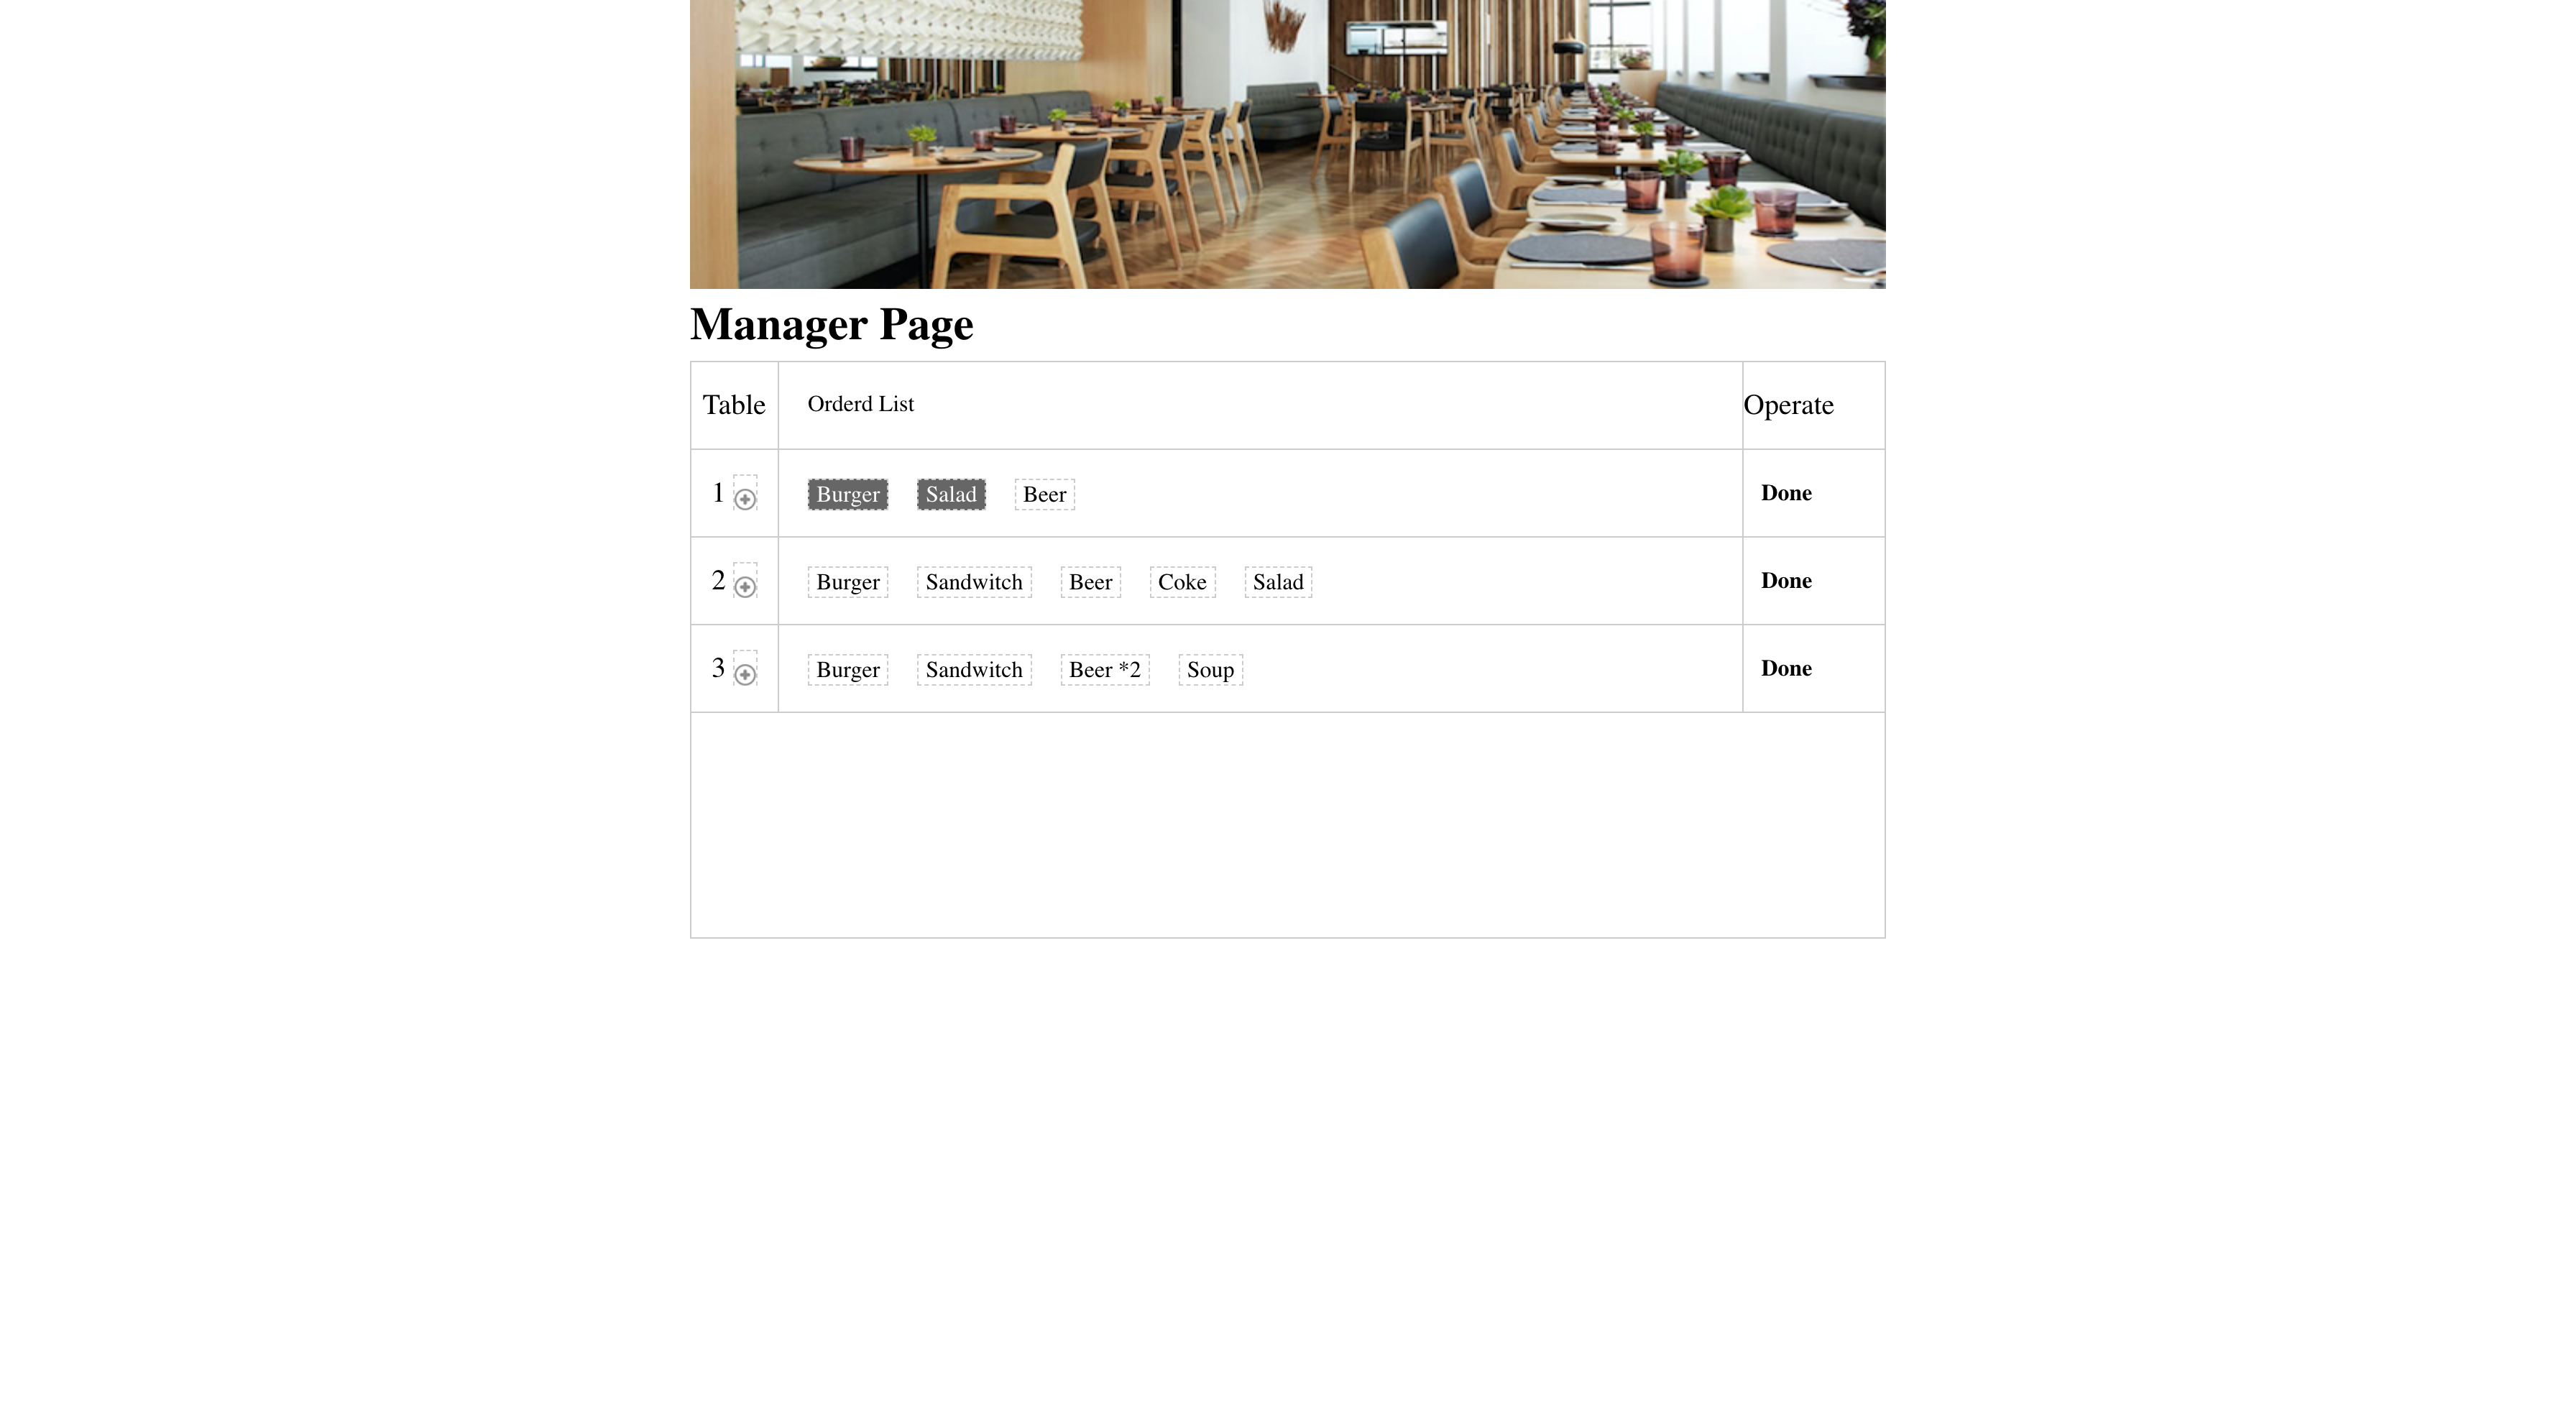 Manager Page
Table Orderd List Operate
1 Burger Salad Beer Done
2 Burger Sandwitch Beer Coke Salad Done
3 Burger Sandwitch Beer *2 Soup Done